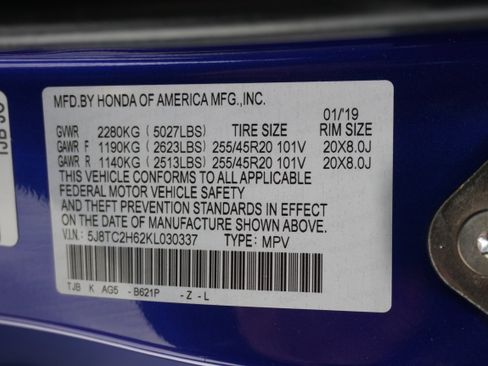 MFD.BY HONDA OF AMERICA MFG.,INC.
01/'19
GVWR 2280KG (5027LBS) TIRE SIZE RIM SIZE
GAWR F 1190KG (2623LBS) 255/45R20 101V 20X8.0J
GAWR R 1140KG (2513LBS) 255/45R20 101V 20X8.0J
THIS VEHICLE CONFORMS TO ALL APPLICABLE
FEDERAL MOTOR VEHICLE SAFETY
AND THEFT PREVENTION STANDARDS IN EFFECT
ON THE DATE OF MANUFACTURE SHOWN ABOVE.
V.I.N: 5J8TC2H62KL030337 TYPE: MPV
TJB K AG5 - B621P - Z - L